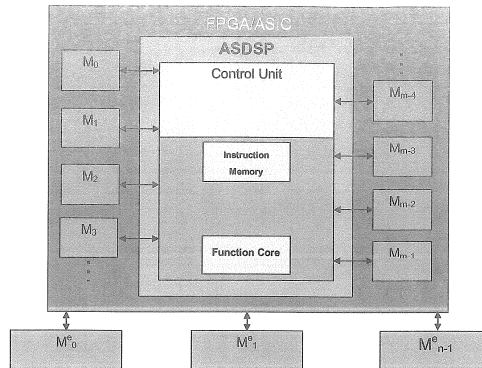 FPGA/ASIC
ASDSP
Control Unit
M0
M1
M2
M3
Instruction
Memory
Function Core
Mm-4
Mm-3
Mm-2
Mm-1
Me0
Me1
Men-1